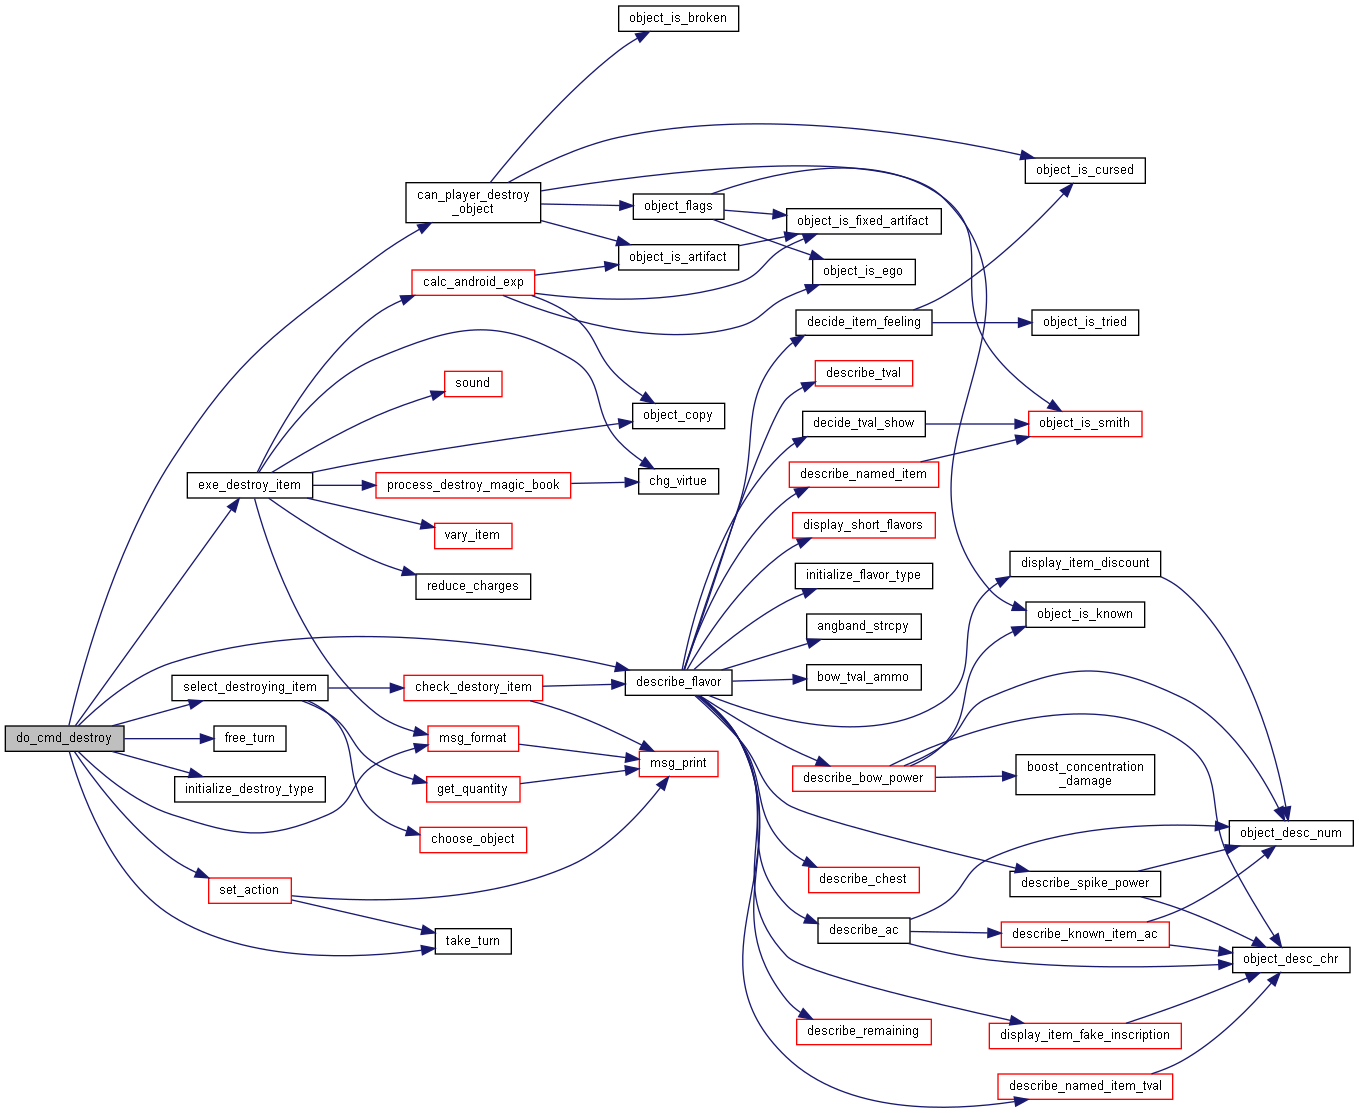 object_is_broken
object_is_cursed
can_player_destroy
_object
object_flags
object_is_fixed_artifact
object_is_artifact
object_is_ego
calc_android_exp
decide_item_feeling
object_is_tried
describe_tval
sound
object_copy
decide_tval_show
object_is_smith
describe_named_item
exe_destroy_item
process_destroy_magic_book
chg_virtue
display_short_flavors
vary_item
display_item_discount
initialize_flavor_type
reduce_charges
object_is_known
angband_strcpy
bow_tval_ammo
describe_flavor
select_destroying_item
check_destory_item
do_cmd_destroy
free_turn
msg_format
msg_print
boost_concentration
_damage
describe_bow_power
initialize_destroy_type
get_quantity
object_desc_num
choose_object
describe_chest
describe_spike_power
set_action
describe_ac
describe_known_item_ac
take_turn
object_desc_chr
describe_remaining
display_item_fake_inscription
describe_named_item_tval